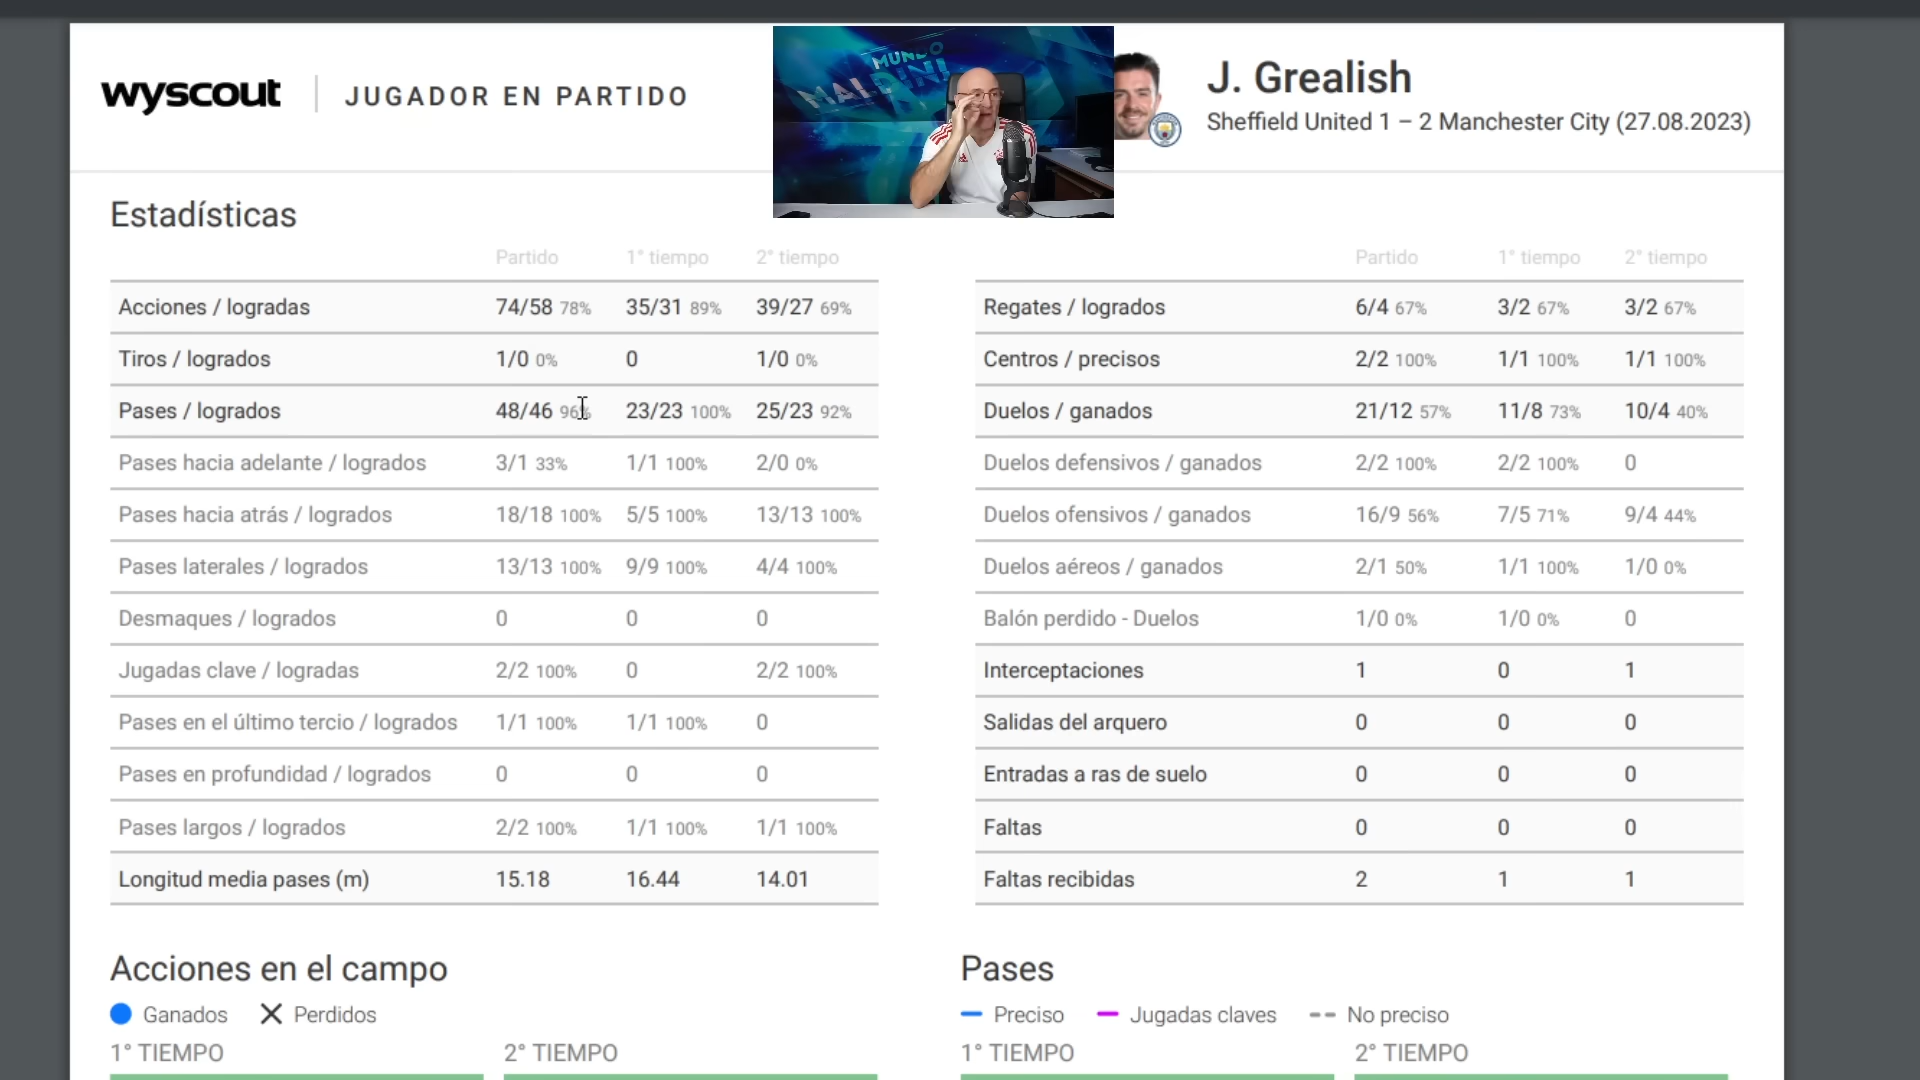 wyscout
JUGADOR EN PARTIDO
MUNDO
MALDINI
J. Grealish
Sheffield United 1 – 2 Manchester City (27.08.2023)
Estadísticas
Partido 1° tiempo 2° tiempo
Acciones / logradas 74/58 78% 35/31 89% 39/27 69%
Tiros / logrados 1/0 0% 0 1/0 0%
Pases / logrados 48/46 96% 23/23 100% 25/23 92%
Pases hacia adelante / logrados 3/1 33% 1/1 100% 2/0 0%
Pases hacia atrás / logrados 18/18 100% 5/5 100% 13/13 100%
Pases laterales / logrados 13/13 100% 9/9 100% 4/4 100%
Desmaques / logrados 0 0 0
Jugadas clave / logradas 2/2 100% 0 2/2 100%
Pases en el último tercio / logrados 1/1 100% 1/1 100% 0
Pases en profundidad / logrados 0 0 0
Pases largos / logrados 2/2 100% 1/1 100% 1/1 100%
Longitud media pases (m) 15.18 16.44 14.01
Partido 1° tiempo 2° tiempo
Regates / logrados 6/4 67% 3/2 67% 3/2 67%
Centros / precisos 2/2 100% 1/1 100% 1/1 100%
Duelos / ganados 21/12 57% 11/8 73% 10/4 40%
Duelos defensivos / ganados 2/2 100% 2/2 100% 0
Duelos ofensivos / ganados 16/9 56% 7/5 71% 9/4 44%
Duelos aéreos / ganados 2/1 50% 1/1 100% 1/0 0%
Balón perdido - Duelos 1/0 0% 1/0 0% 0
Interceptaciones 1 0 1
Salidas del arquero 0 0 0
Entradas a ras de suelo 0 0 0
Faltas 0 0 0
Faltas recibidas 2 1 1
Acciones en el campo
Ganados Perdidos
1° TIEMPO 2° TIEMPO
Pases
Preciso Jugadas claves No preciso
1° TIEMPO 2° TIEMPO